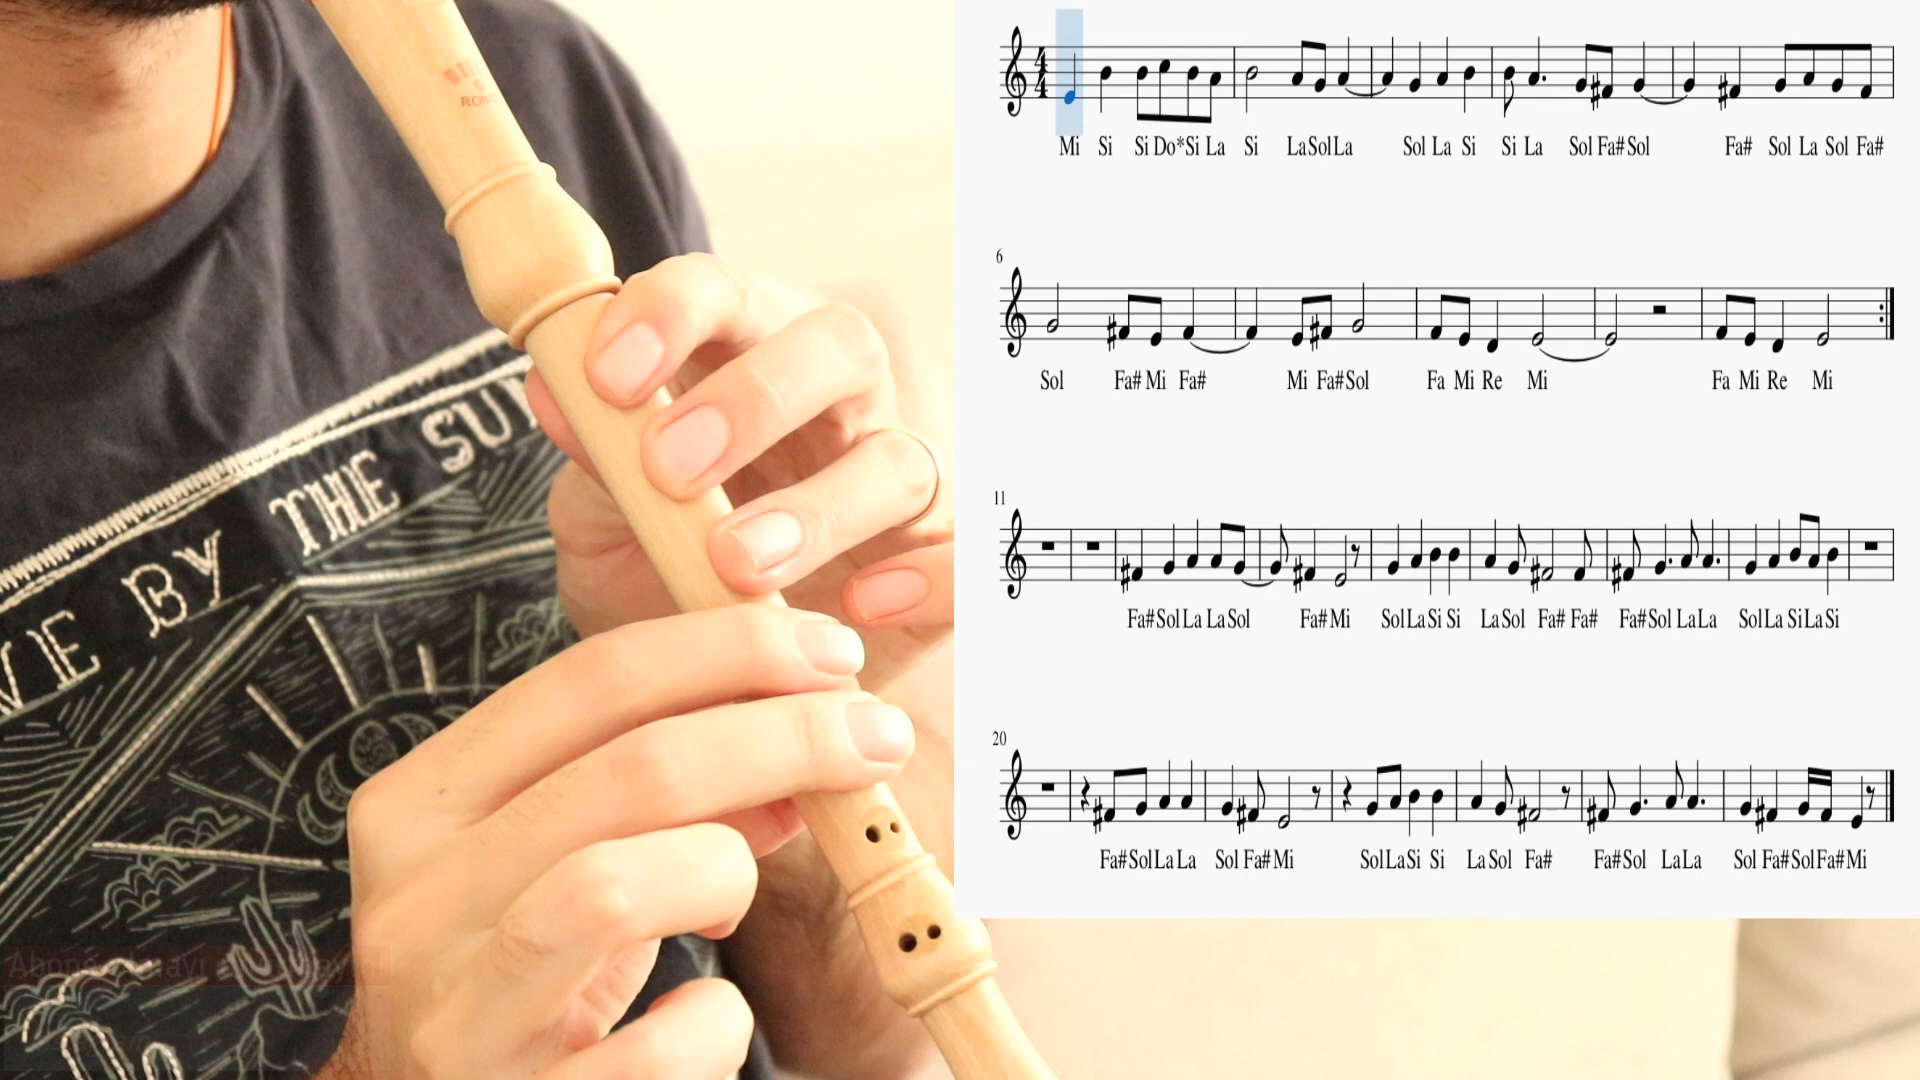 VE BY THE SU
Mi Si Si Do* Si La Si La Sol La Sol La Si Si La Sol Fa# Sol Fa# Sol La Sol Fa#
6
Sol Fa# Mi Fa# Mi Fa# Sol Fa Mi Re Mi Fa Mi Re Mi
11
Fa# Sol La La Sol Fa# Mi Sol La Si Si La Sol Fa# Fa# Fa# Sol La La Sol La Si La Si
20
Fa# Sol La La Sol Fa# Mi Sol La Si Si La Sol Fa# Fa# Sol La La Sol Fa# Sol Fa# Mi